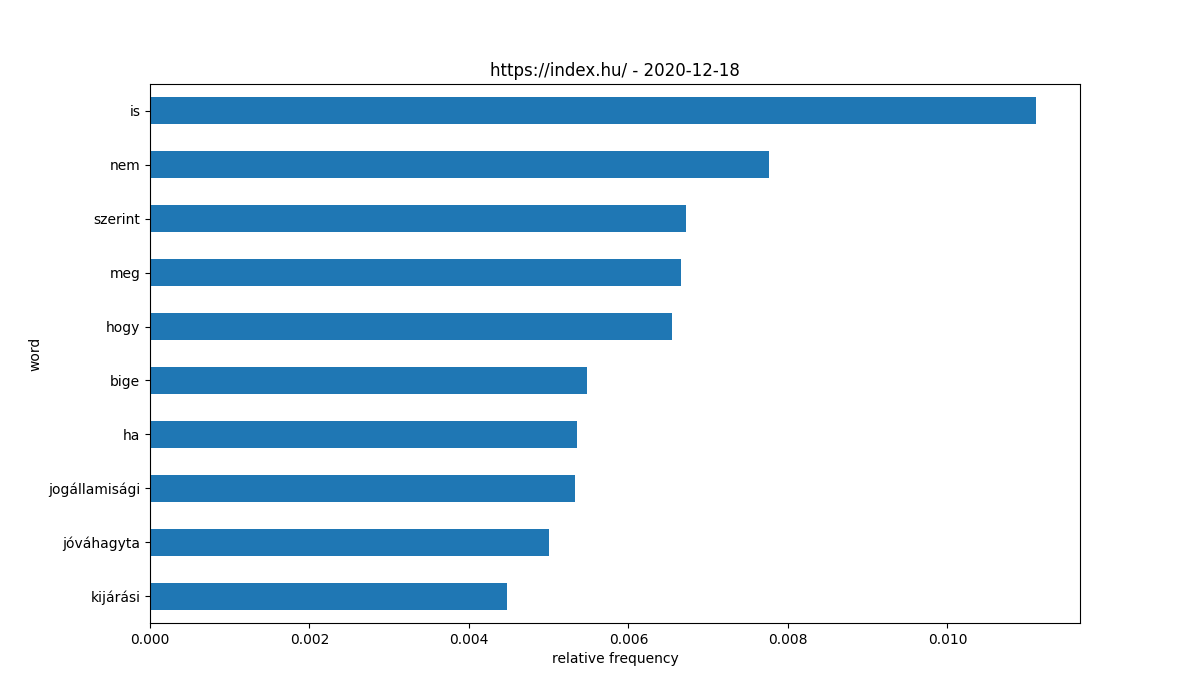 https://index.hu/ - 2020-12-18
is
nem
szerint
meg
hogy
bige
ha
jogállamisági
jóváhagyta
kijárási
word
0.000 0.002 0.004 0.006 0.008 0.010
relative frequency